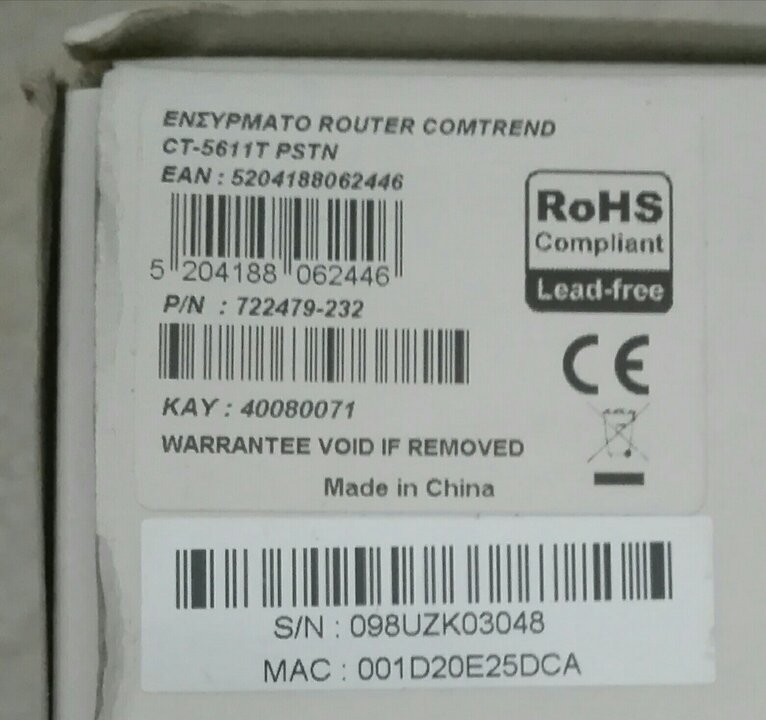 ΕΝΣΥΡΜΑΤΟ ROUTER COMTREND
CT-5611T PSTN
EAN : 5204188062446
5 204188 062446
P/N : 722479-232
KAY : 40080071
WARRANTEE VOID IF REMOVED
Made in China
RoHS
Compliant
Lead-free
CE
S/N : 098UZK03048
MAC : 001D20E25DCA